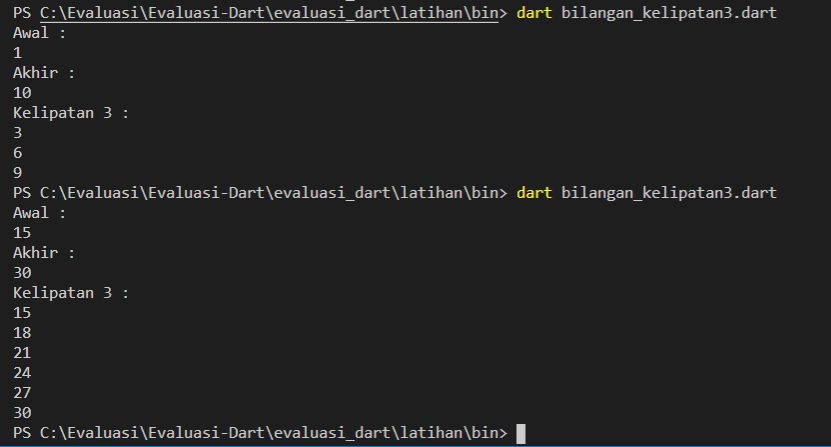 PS C:\Evaluasi\Evaluasi-Dart\evaluasi_dart\latihan\bin> dart bilangan_kelipatan3.dart
Awal :
1
Akhir :
10
Kelipatan 3 :
3
6
9
PS C:\Evaluasi\Evaluasi-Dart\evaluasi_dart\latihan\bin> dart bilangan_kelipatan3.dart
Awal :
15
Akhir :
30
Kelipatan 3 :
15
18
21
24
27
30
PS C:\Evaluasi\Evaluasi-Dart\evaluasi_dart\latihan\bin>